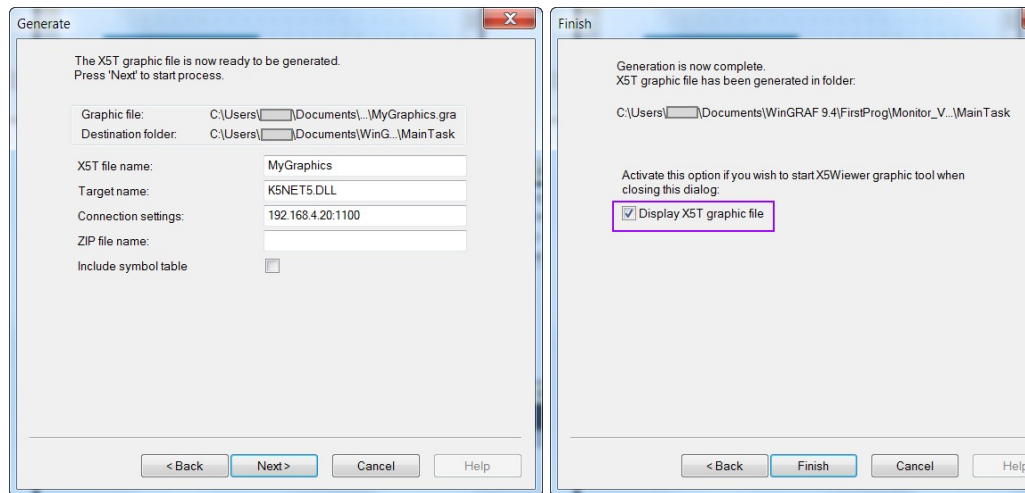 Generate
The X5T graphic file is now ready to be generated.
Press 'Next' to start process.
Graphic file: C:\Users\ \Documents\...\MyGraphics.gra
Destination folder: C:\Users\ \Documents\WinG...\MainTask
X5T file name: MyGraphics
Target name: K5NET5.DLL
Connection settings: 192.168.4.20:1100
ZIP file name:
Include symbol table
< Back Next > Cancel Help
Finish
Generation is now complete.
X5T graphic file has been generated in folder:
C:\Users\ \Documents\WinGRAF 9.4\FirstProg\Monitor_V...\MainTask
Activate this option if you wish to start X5Wiewer graphic tool when
closing this dialog:
Display X5T graphic file
< Back Finish Cancel Help